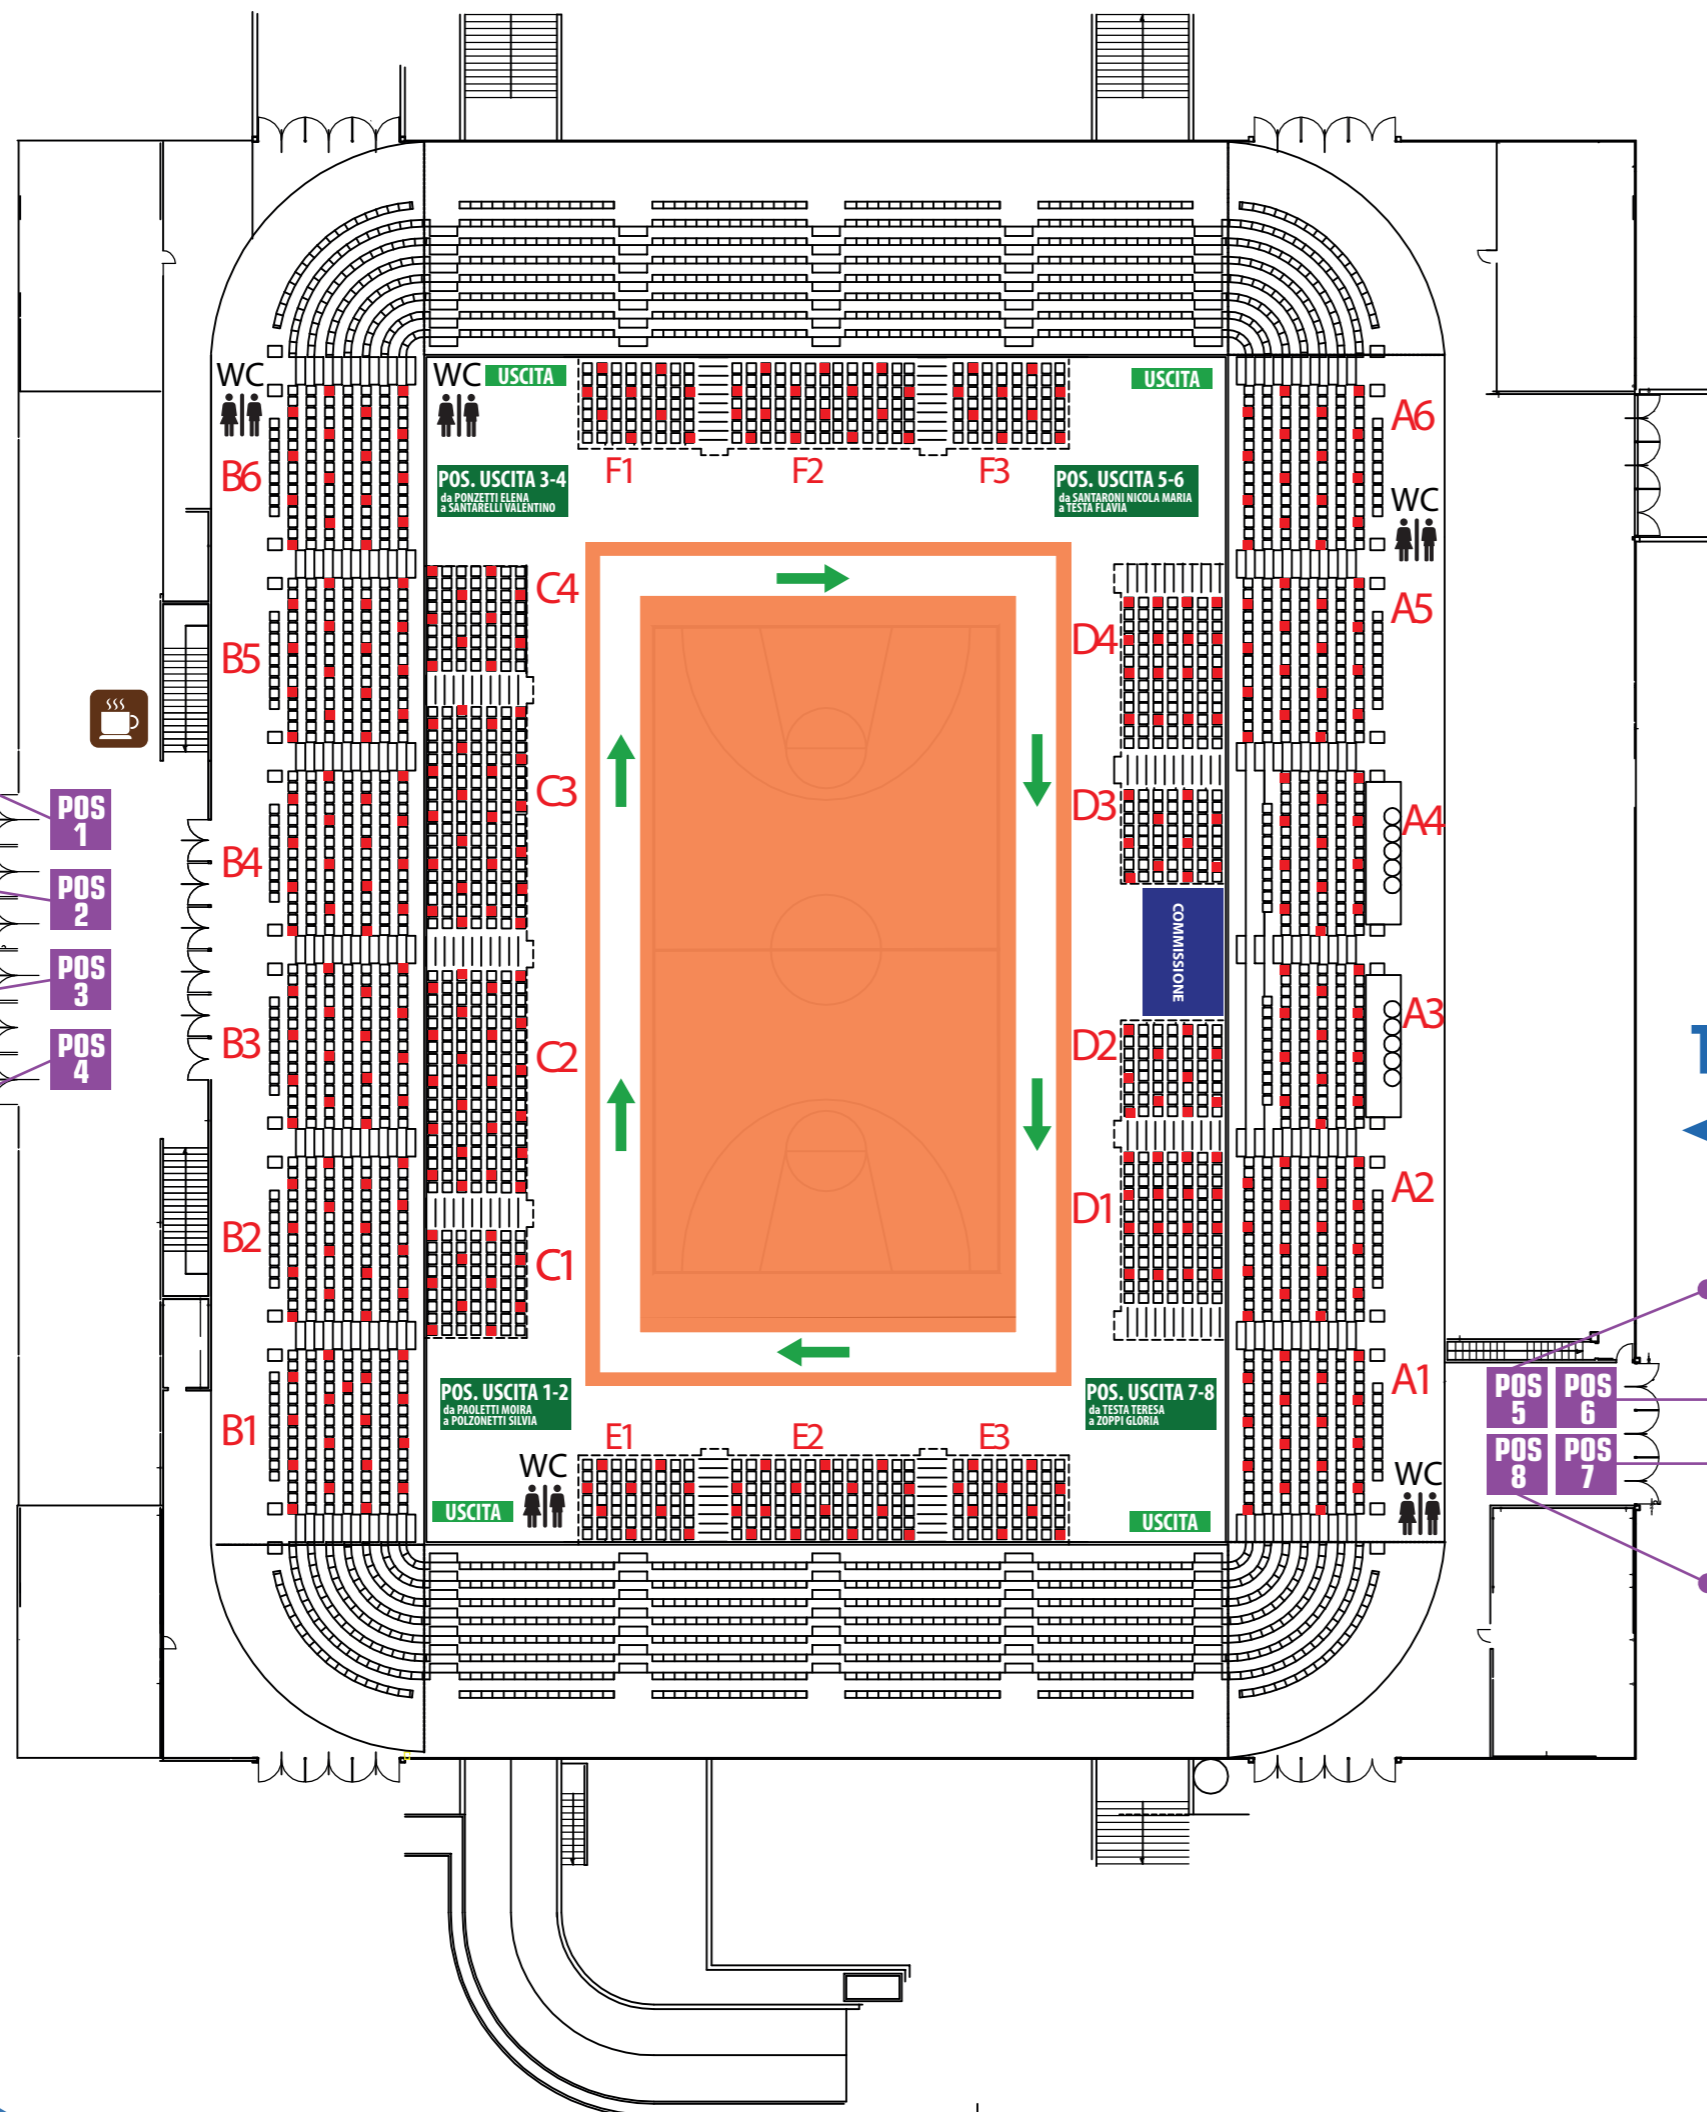 WC
WC
USCITA
USCITA
B6
F1
F2
F3
A6
POS. USCITA 3-4
da PONZETTI ELENA
a SANTARELLI VALENTINO
POS. USCITA 5-6
da SANTARONI NICOLA MARIA
a TESTA FLAVIA
WC
C4
A5
D4
B5
C3
D3
POS
1
A4
B4
POS
2
COMMISSIONE
POS
3
A3
B3
C2
D2
POS
4
A2
D1
B2
C1
A1
POS. USCITA 1-2
da PAOLETTI MOIRA
a POLZONETTI SILVIA
POS. USCITA 7-8
da TESTA TERESA
a ZOPPI GLORIA
POS
5
POS
6
B1
E1
E2
E3
POS
8
POS
7
WC
WC
USCITA
USCITA